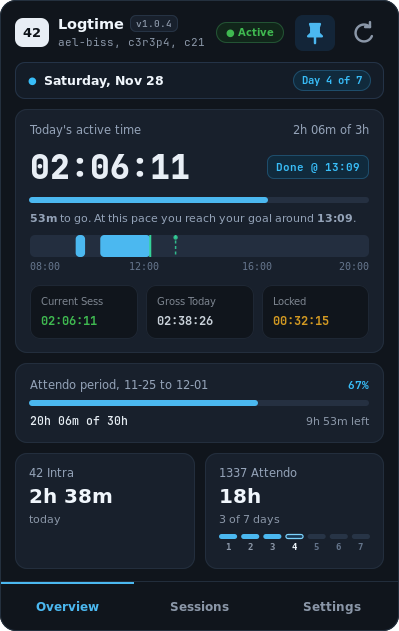 42 Logtime v1.0.4
ael-biss, c3r3p4, c21
Active
Saturday, Nov 28 Day 4 of 7
Today's active time 2h 06m of 3h
02:06:11 Done @ 13:09
53m to go. At this pace you reach your goal around 13:09.
08:00 12:00 16:00 20:00
Current Sess Gross Today Locked
02:06:11 02:38:26 00:32:15
Attendo period, 11-25 to 12-01 67%
20h 06m of 30h 9h 53m left
42 Intra
2h 38m
today
1337 Attendo
18h
3 of 7 days
1 2 3 4 5 6 7
Overview Sessions Settings